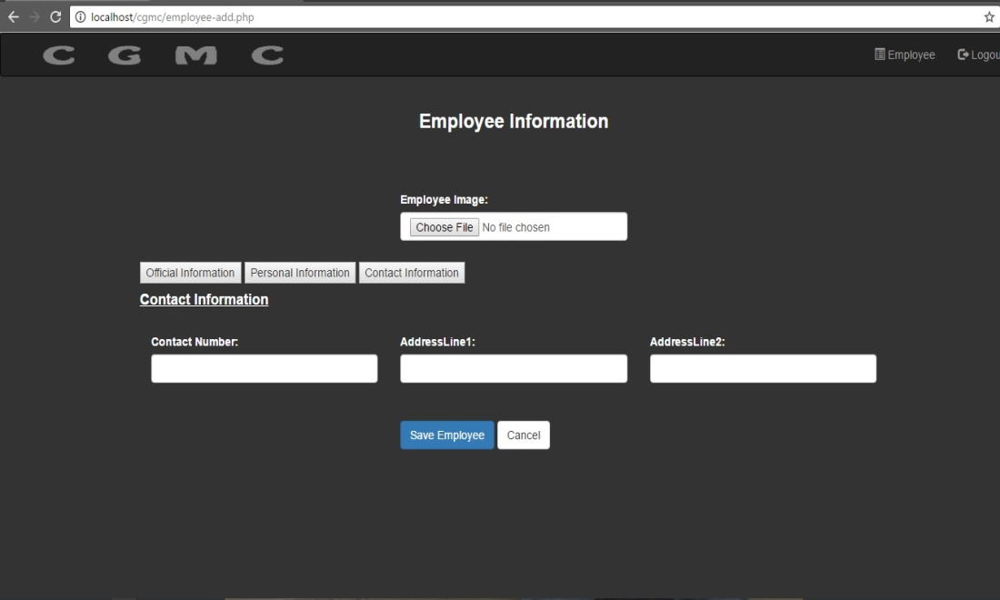 localhost/cgmc/employee-add.php
C G M C Employee Logou
Employee Information
Employee Image:
Choose File No file chosen
Official Information Personal Information Contact Information
Contact Information
Contact Number: AddressLine1: AddressLine2:
Save Employee Cancel